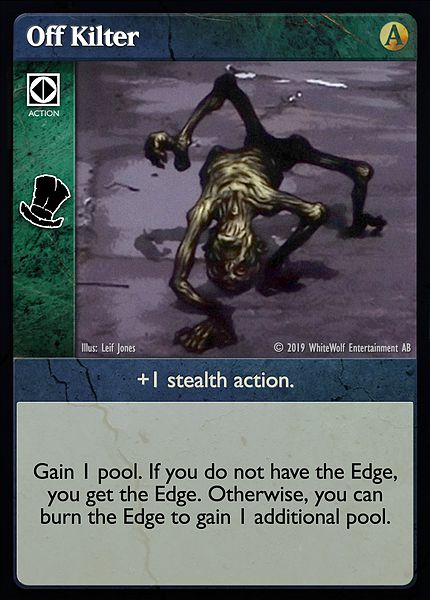 Off Kilter
A
ACTION
Illus: Leif Jones
© 2019 WhiteWolf Entertainment AB
+1 stealth action.
Gain 1 pool. If you do not have the Edge,
you get the Edge. Otherwise, you can
burn the Edge to gain 1 additional pool.